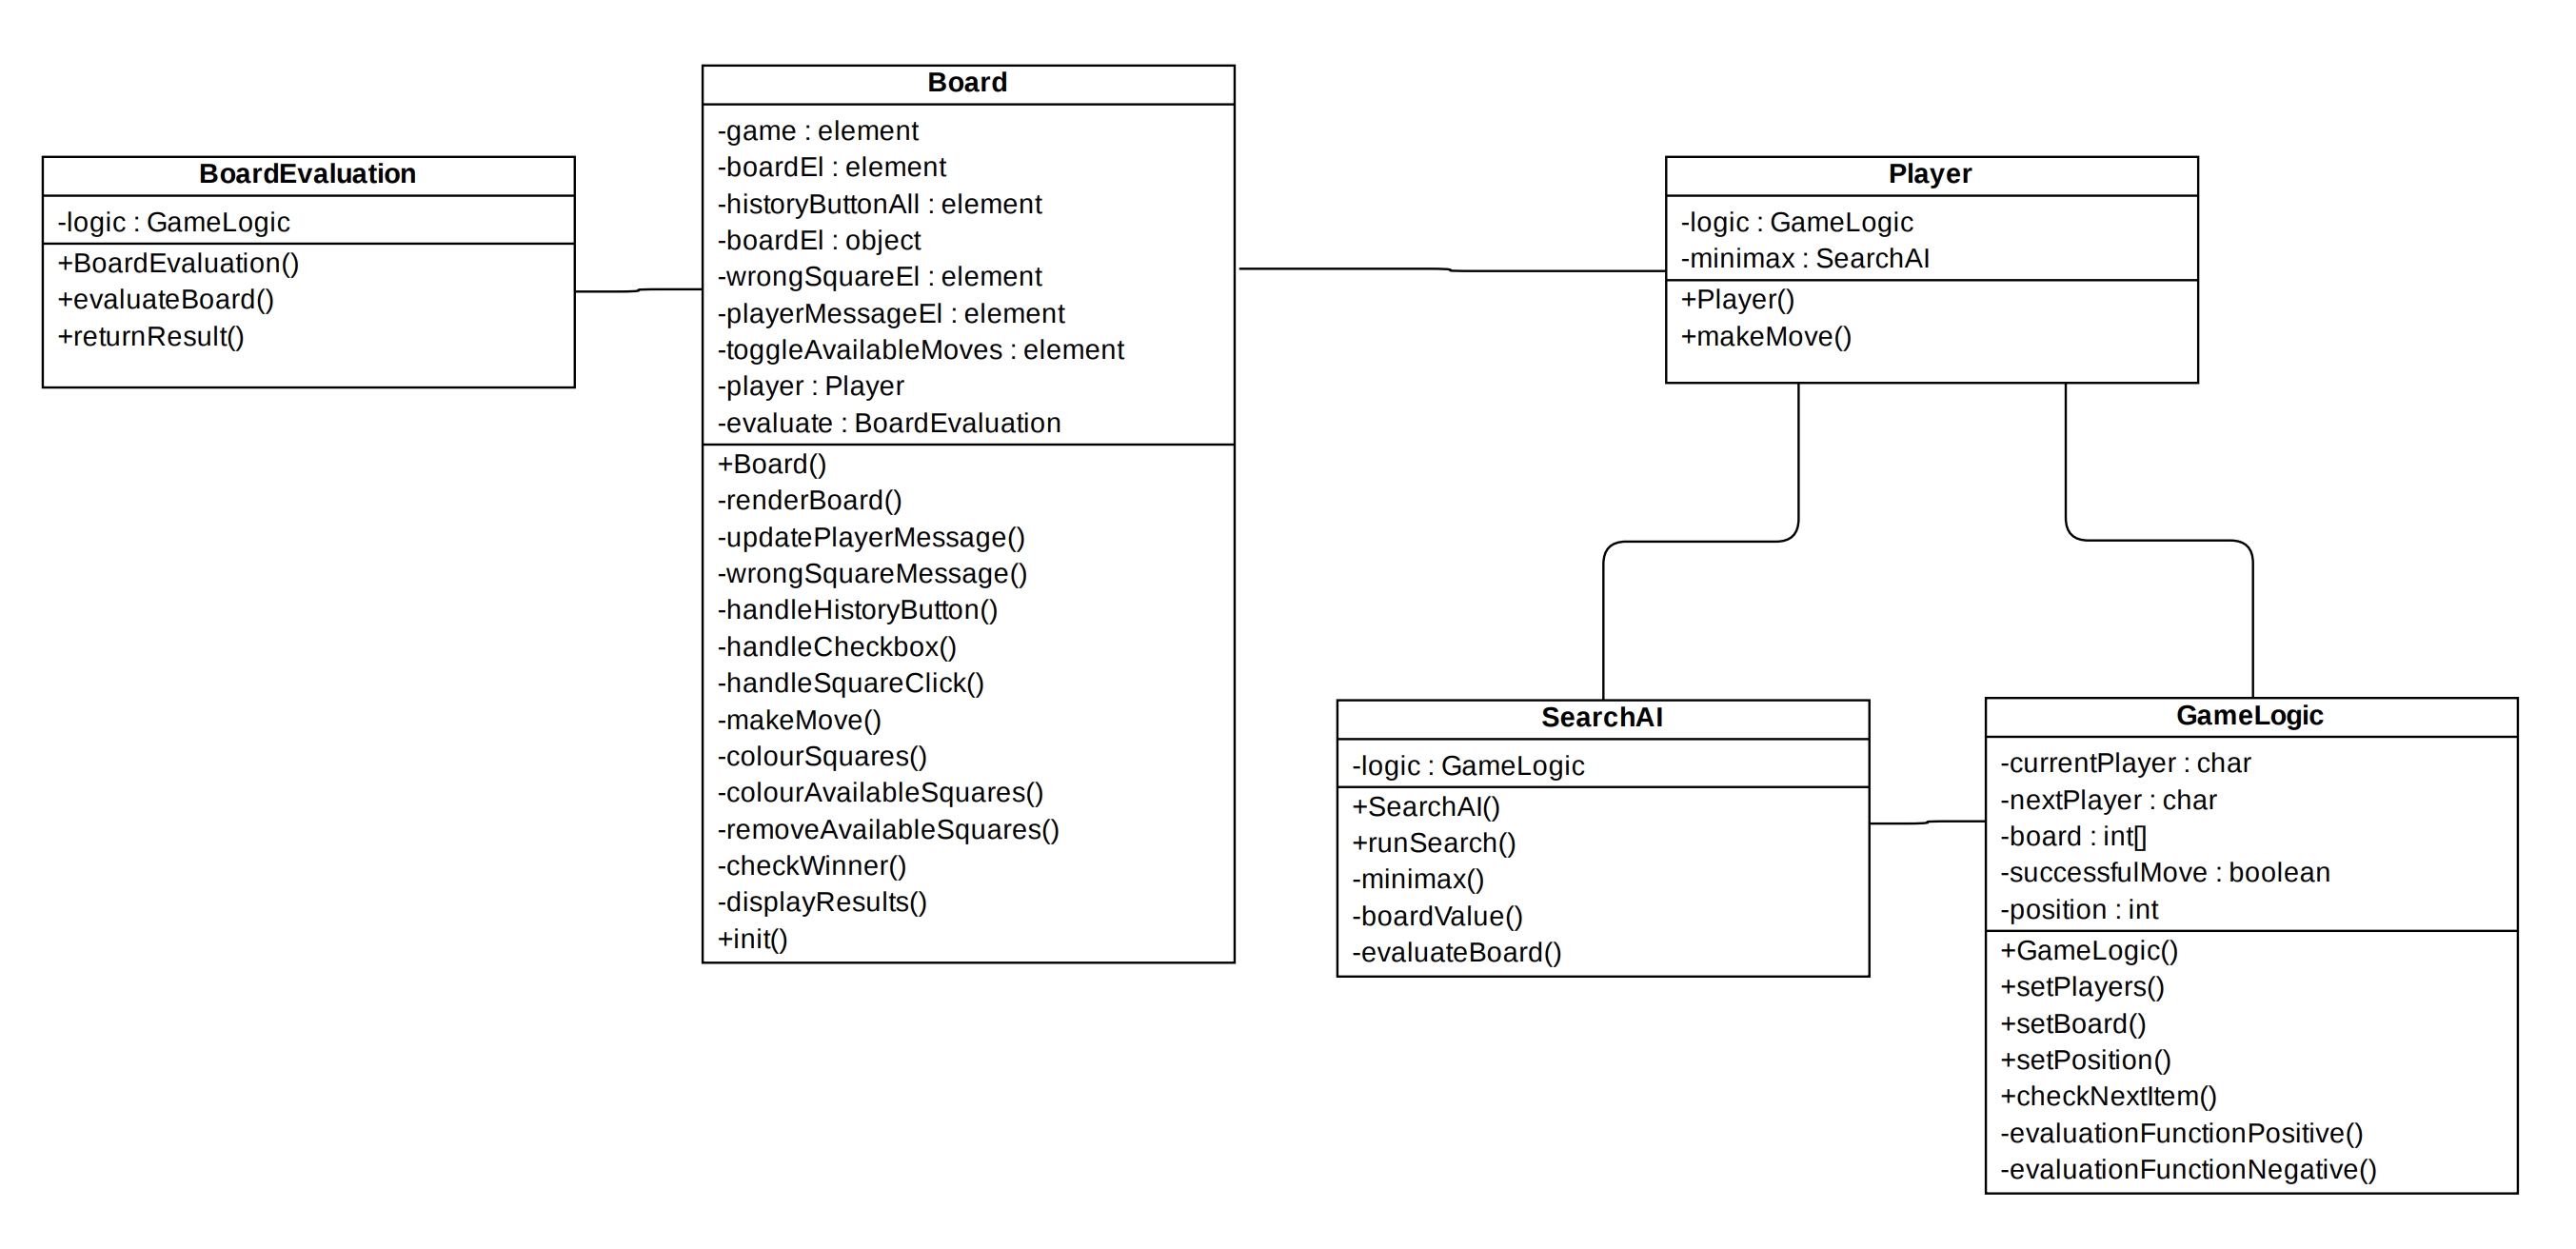 BoardEvaluation
-logic : GameLogic
+BoardEvaluation()
+evaluateBoard()
+returnResult()
Board
-game : element
-boardEl : element
-historyButtonAll : element
-boardEl : object
-wrongSquareEl : element
-playerMessageEl : element
-toggleAvailableMoves : element
-player : Player
-evaluate : BoardEvaluation
+Board()
-renderBoard()
-updatePlayerMessage()
-wrongSquareMessage()
-handleHistoryButton()
-handleCheckbox()
-handleSquareClick()
-makeMove()
-colourSquares()
-colourAvailableSquares()
-removeAvailableSquares()
-checkWinner()
-displayResults()
+init()
Player
-logic : GameLogic
-minimax : SearchAI
+Player()
+makeMove()
SearchAI
-logic : GameLogic
+SearchAI()
+runSearch()
-minimax()
-boardValue()
-evaluateBoard()
GameLogic
-currentPlayer : char
-nextPlayer : char
-board : int[]
-successfulMove : boolean
-position : int
+GameLogic()
+setPlayers()
+setBoard()
+setPosition()
+checkNextItem()
-evaluationFunctionPositive()
-evaluationFunctionNegative()